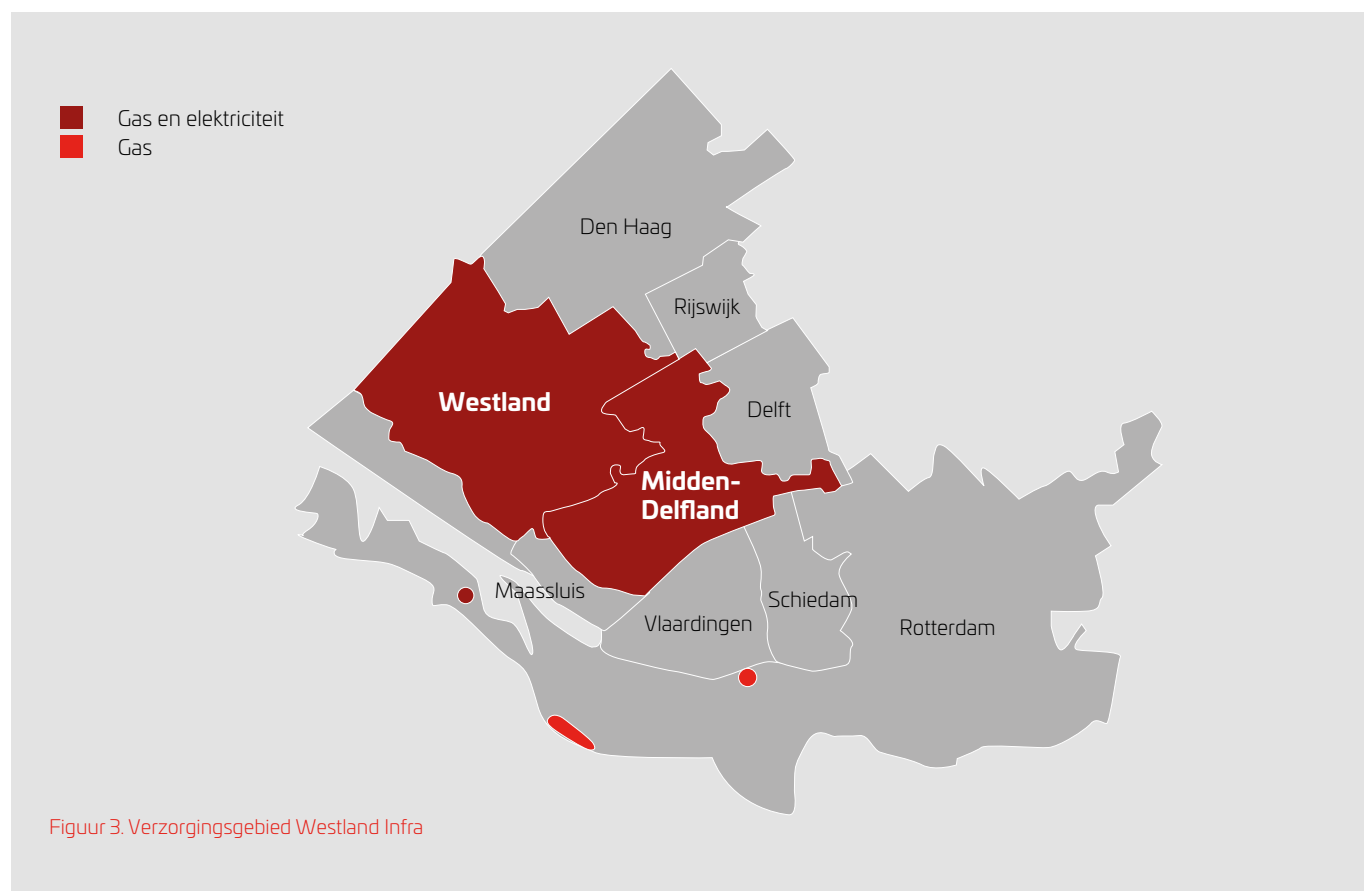 Gas en elektriciteit
Gas
Den Haag
Rijswijk
Westland
Delft
Midden-
Delfland
Maassluis
Schiedam
Vlaardingen
Rotterdam
Figuur 3. Verzorgingsgebied Westland Infra